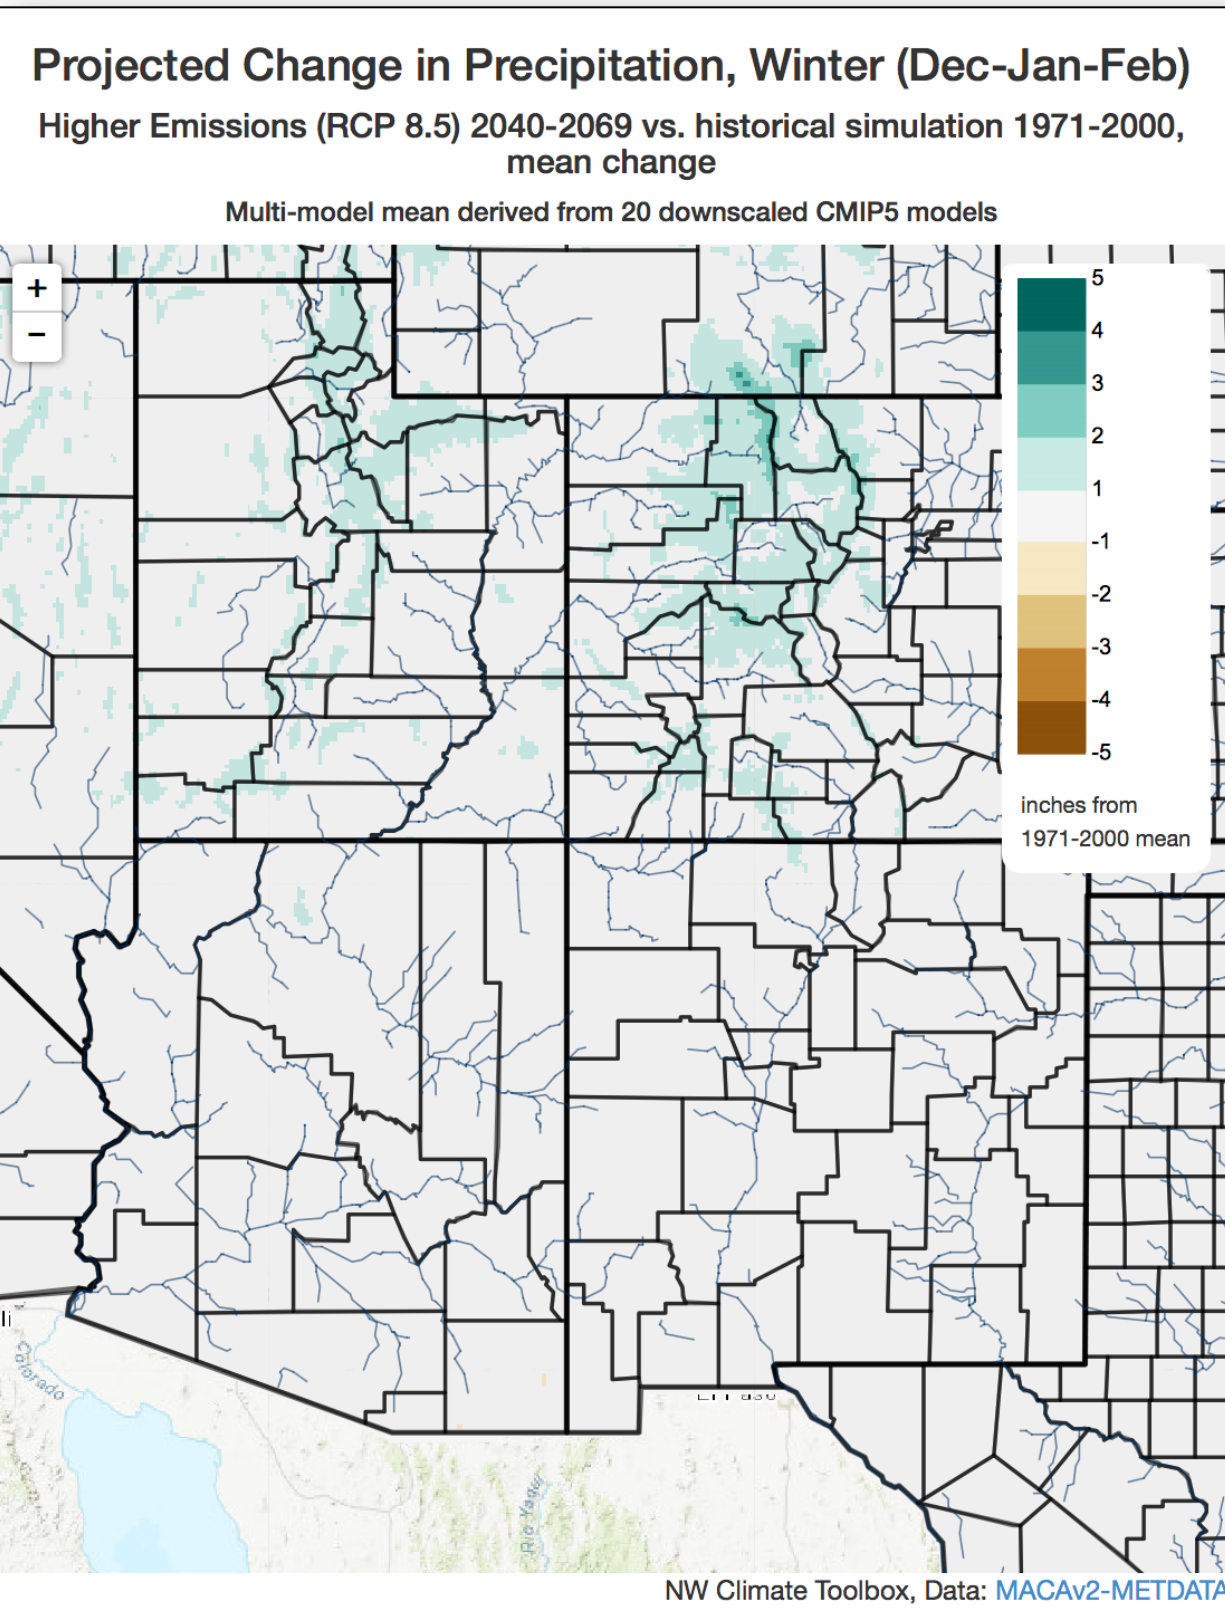 Projected Change in Precipitation, Winter (Dec-Jan-Feb)
Higher Emissions (RCP 8.5) 2040-2069 vs. historical simulation 1971-2000,
mean change
Multi-model mean derived from 20 downscaled CMIP5 models
+
−
5
4
3
2
1
-1
-2
-3
-4
-5
inches from
1971-2000 mean
Colorado
NW Climate Toolbox, Data: MACAv2-METDATA